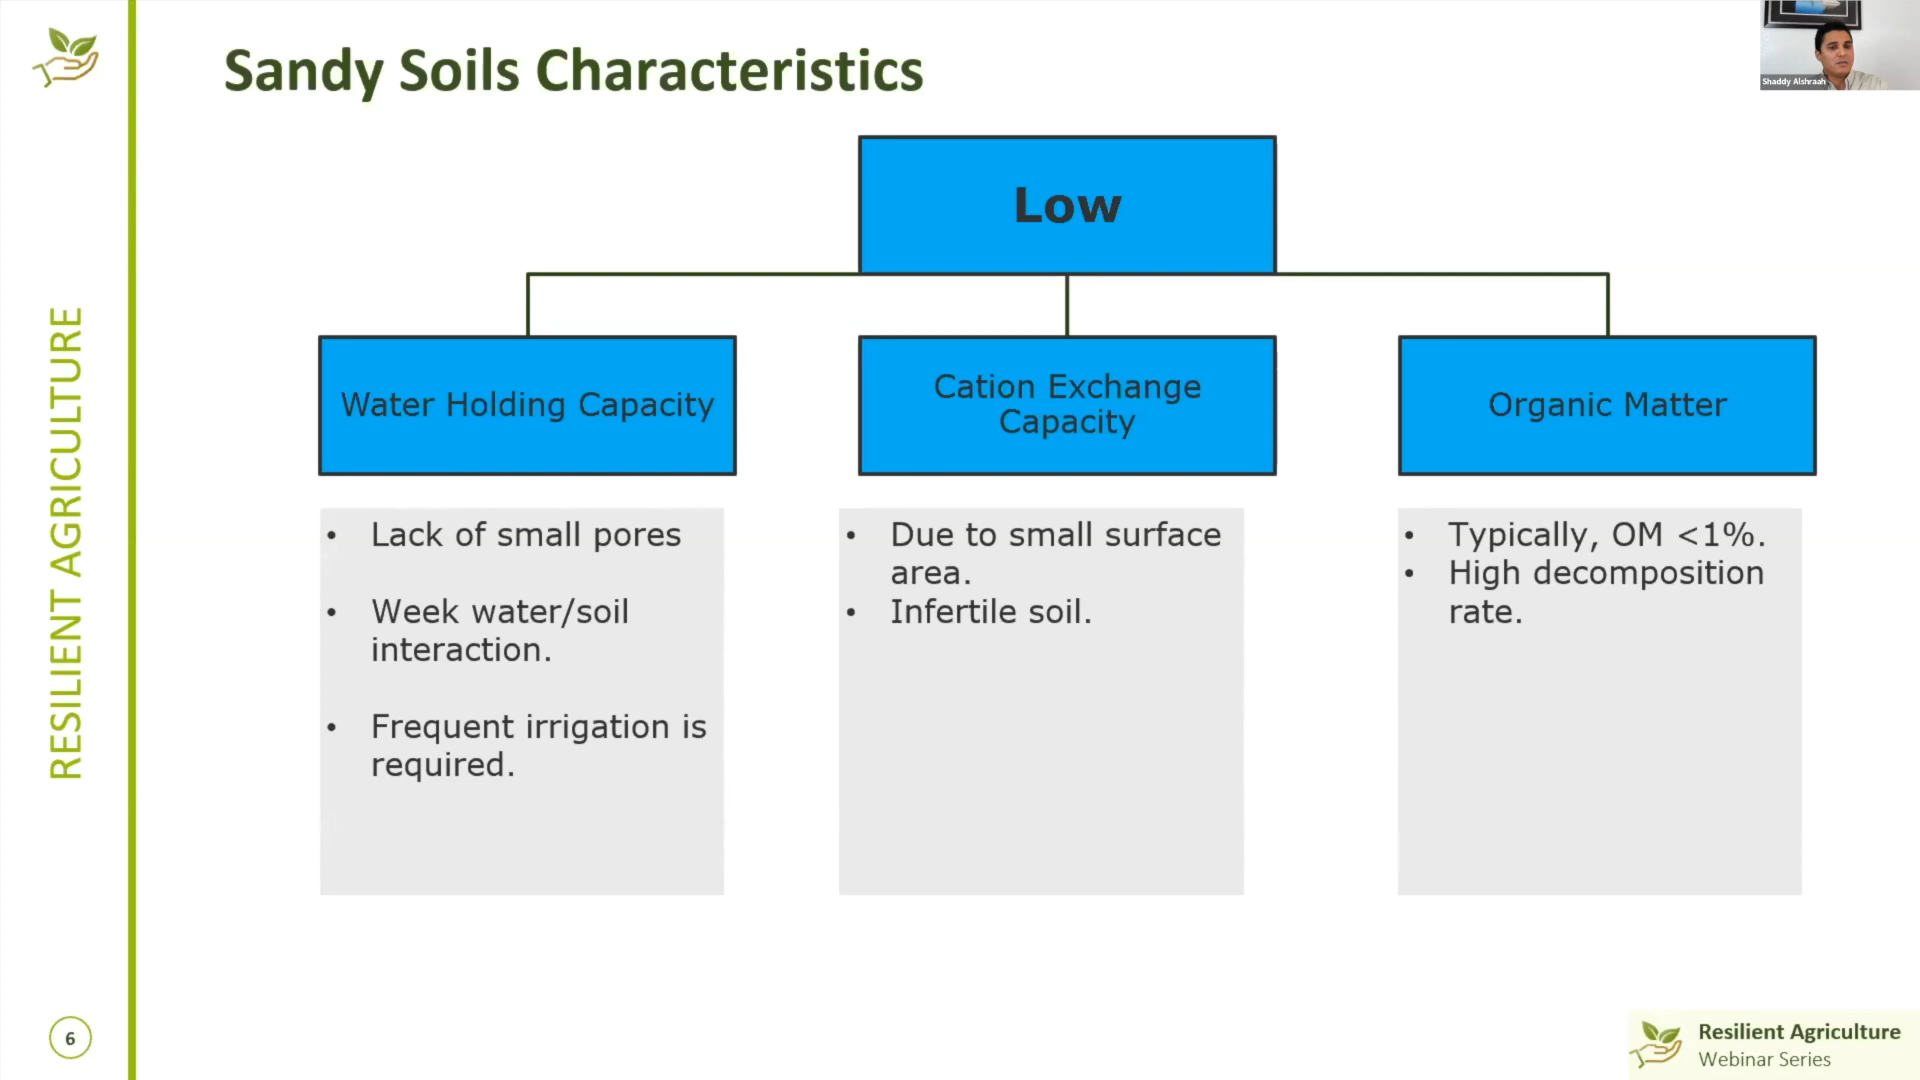 Sandy Soils Characteristics
Shaddy Alshraah
RESILIENT AGRICULTURE
Low
Water Holding Capacity
Cation Exchange
Capacity
Organic Matter
• Lack of small pores
• Week water/soil
interaction.
• Frequent irrigation is
required.
• Due to small surface
area.
• Infertile soil.
• Typically, OM <1%.
• High decomposition
rate.
6
Resilient Agriculture
Webinar Series